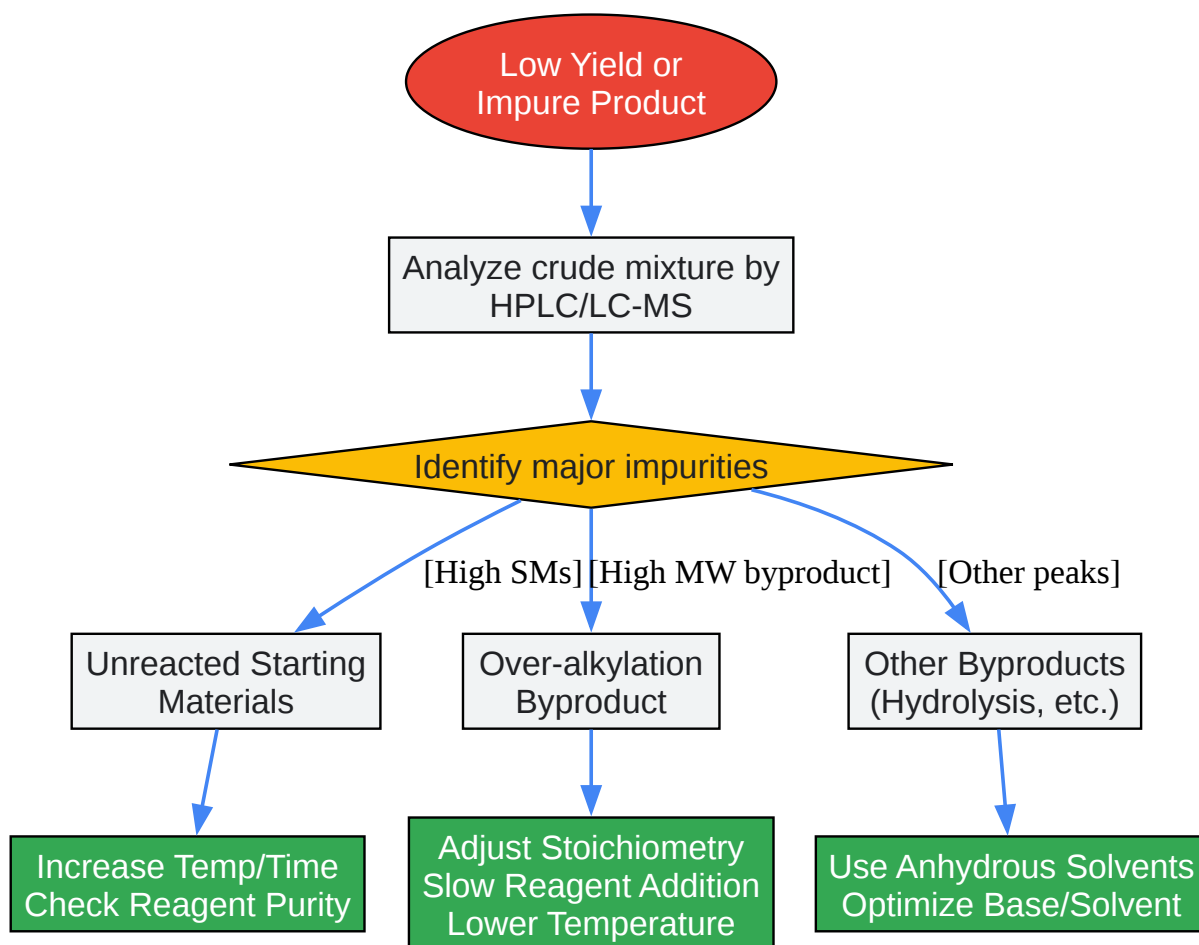 Low Yield or
Impure Product
Analyze crude mixture by
HPLC/LC-MS
Identify major impurities
[High SMs]
[High MW byproduct]
[Other peaks]
Unreacted Starting
Materials
Over-alkylation
Byproduct
Other Byproducts
(Hydrolysis, etc.)
Increase Temp/Time
Check Reagent Purity
Adjust Stoichiometry
Slow Reagent Addition
Lower Temperature
Use Anhydrous Solvents
Optimize Base/Solvent